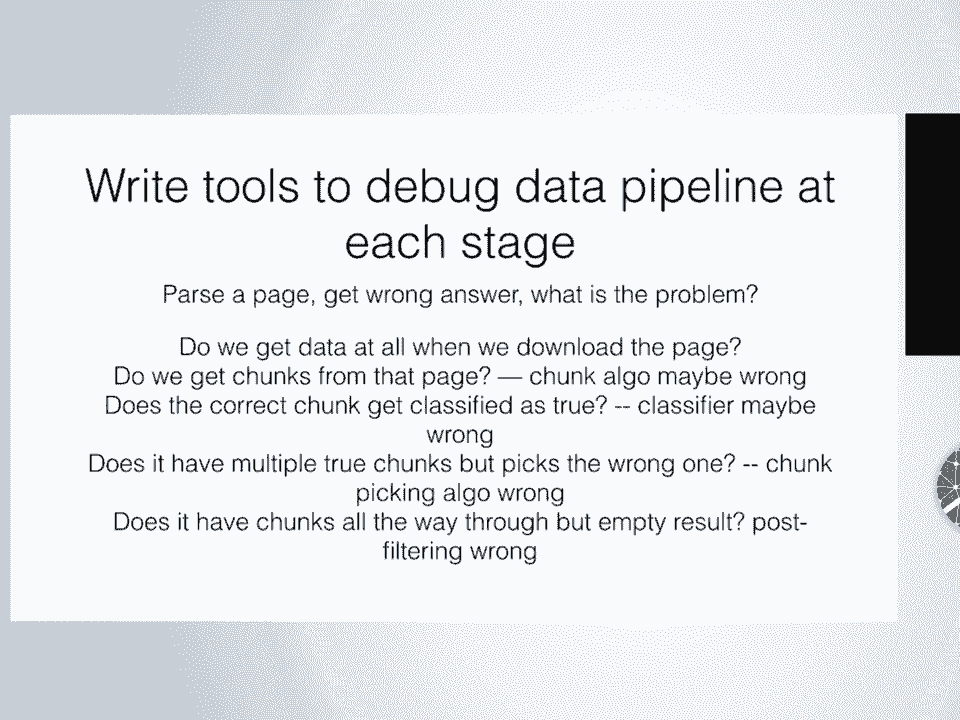 Write tools to debug data pipeline at
each stage
Parse a page, get wrong answer, what is the problem?
Do we get data at all when we download the page?
Do we get chunks from that page? — chunk algo maybe wrong
Does the correct chunk get classified as true? -- classifier maybe
wrong
Does it have multiple true chunks but picks the wrong one? -- chunk
picking algo wrong
Does it have chunks all the way through but empty result? post-
filtering wrong